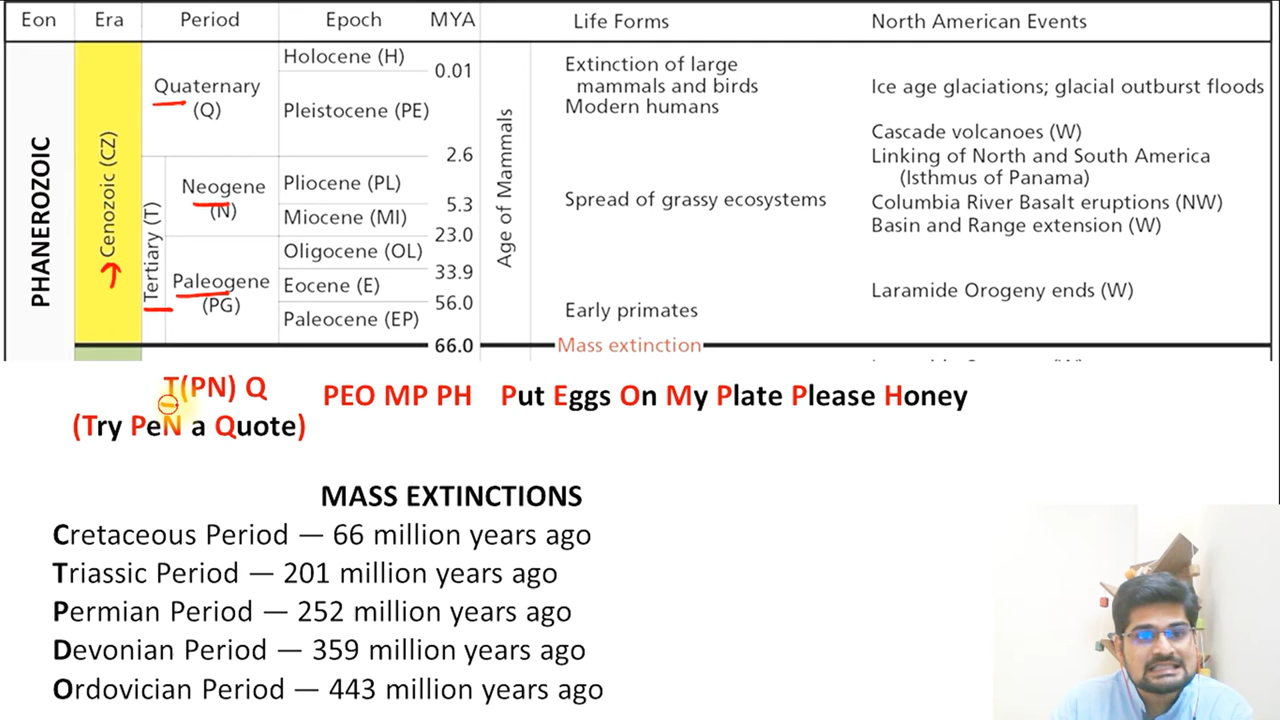 Eon Era Period Epoch MYA Life Forms North American Events
PHANEROZOIC
Cenozoic (CZ)
Tertiary (T)
Quaternary
(Q)
Neogene
(N)
Paleogene
(PG)
Holocene (H)
Pleistocene (PE)
Pliocene (PL)
Miocene (MI)
Oligocene (OL)
Eocene (E)
Paleocene (EP)
0.01
2.6
5.3
23.0
33.9
56.0
66.0
Age of Mammals
Extinction of large
mammals and birds
Modern humans
Spread of grassy ecosystems
Early primates
Mass extinction
Ice age glaciations; glacial outburst floods
Cascade volcanoes (W)
Linking of North and South America
(Isthmus of Panama)
Columbia River Basalt eruptions (NW)
Basin and Range extension (W)
Laramide Orogeny ends (W)
T(PN) Q
(Try PeN a Quote)
PEO MP PH Put Eggs On My Plate Please Honey
MASS EXTINCTIONS
Cretaceous Period — 66 million years ago
Triassic Period — 201 million years ago
Permian Period — 252 million years ago
Devonian Period — 359 million years ago
Ordovician Period — 443 million years ago